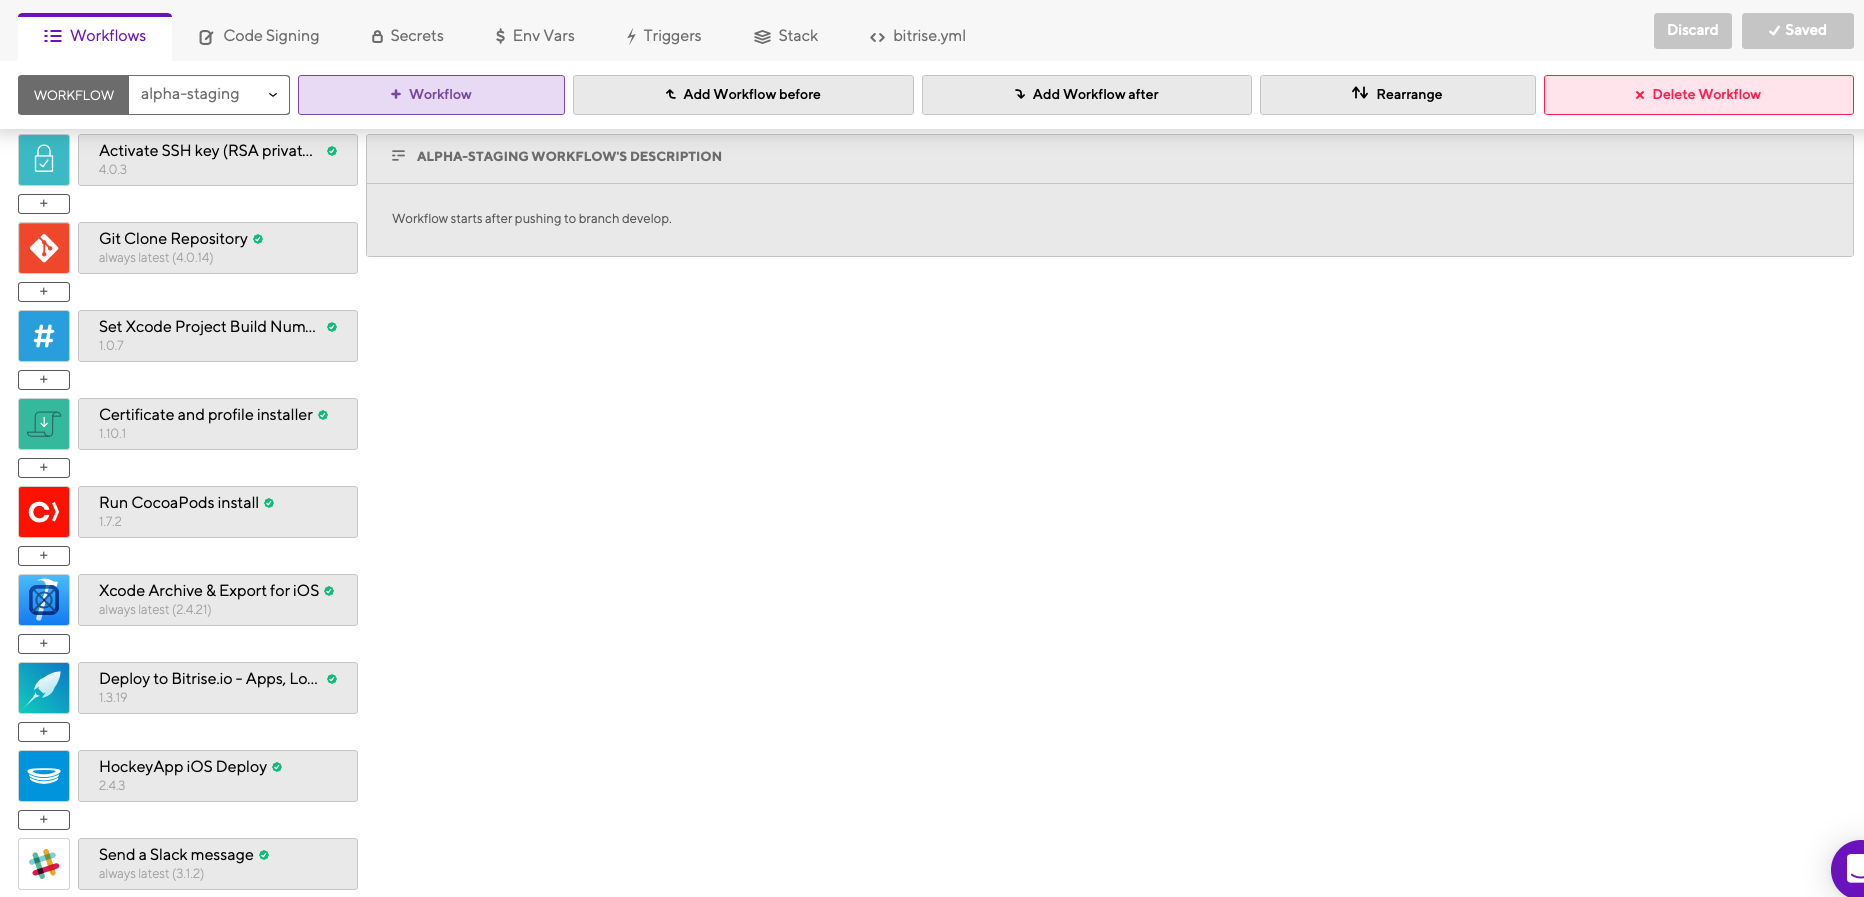 Workflows
Code Signing
Secrets
$ Env Vars
Triggers
Stack
<> bitrise.yml
Discard
Saved
WORKFLOW
alpha-staging
+ Workflow
Add Workflow before
Add Workflow after
Rearrange
× Delete Workflow
Activate SSH key (RSA privat...
4.0.3
+
Git Clone Repository
always latest (4.0.14)
+
#
Set Xcode Project Build Num...
1.0.7
+
Certificate and profile installer
1.10.1
+
Run CocoaPods install
1.7.2
+
Xcode Archive & Export for iOS
always latest (2.4.21)
+
Deploy to Bitrise.io - Apps, Lo...
1.3.19
+
HockeyApp iOS Deploy
2.4.3
+
Send a Slack message
always latest (3.1.2)
ALPHA-STAGING WORKFLOW'S DESCRIPTION
Workflow starts after pushing to branch develop.